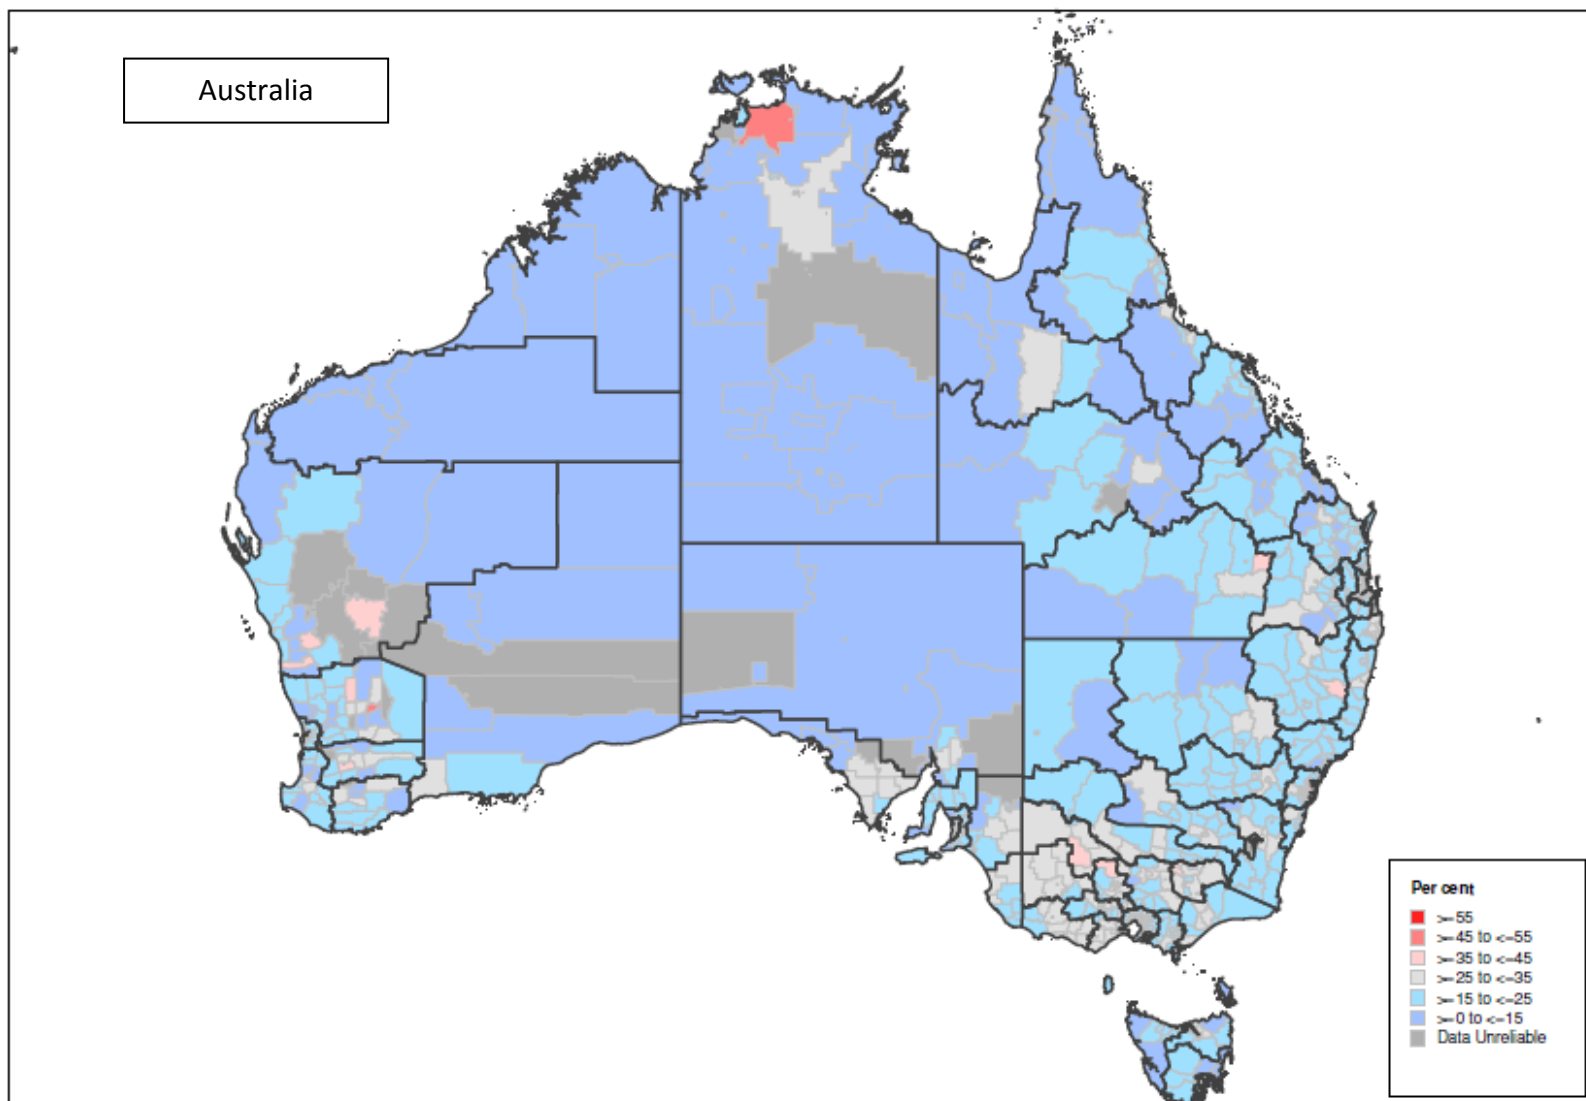 Australia
Per cent
>=55
>=45 to <=55
>=35 to <=45
>=25 to <=35
>=15 to <=25
>=0 to <=15
Data Unreliable